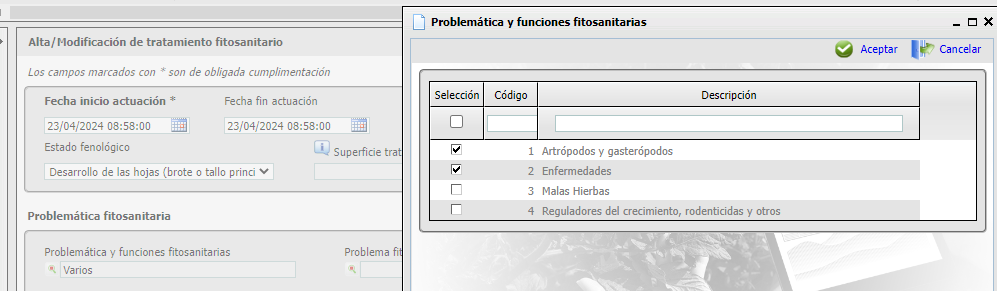 Alta/Modificación de tratamiento fitosanitario
Los campos marcados con * son de obligada cumplimentación
Fecha inicio actuación * Fecha fin actuación
23/04/2024 08:58:00 23/04/2024 08:58:00
Estado fenológico Superficie trat
Desarrollo de las hojas (brote o tallo princi
Problemática fitosanitaria
Problemática y funciones fitosanitarias Problema fit
Varios
Problemática y funciones fitosanitarias
Aceptar Cancelar
Selección Código Descripción
1 Artrópodos y gasterópodos
2 Enfermedades
3 Malas Hierbas
4 Reguladores del crecimiento, rodenticidas y otros